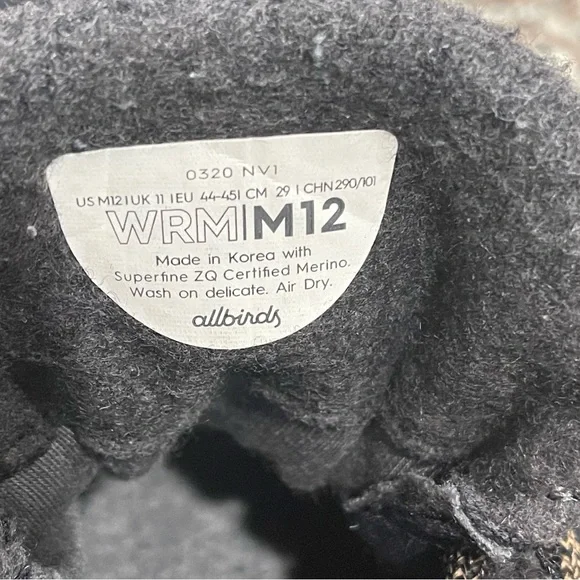 0320 NV1
US M12 | UK 11 | EU 44-45 | CM 29 | CHN 290/101
WRM|M12
Made in Korea with
Superfine ZQ Certified Merino.
Wash on delicate. Air Dry.
allbirds